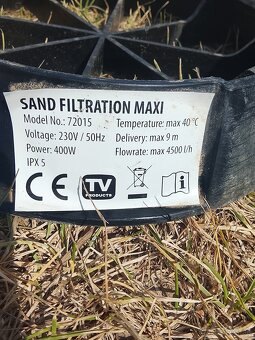 SAND FILTRATION MAXI
Model No.: 72015 Temperature: max 40 °C
Voltage: 230V / 50Hz Delivery: max 9 m
Power: 400W Flowrate: max 4500 l/h
IPX 5
CE TV
PRODUCTS
i